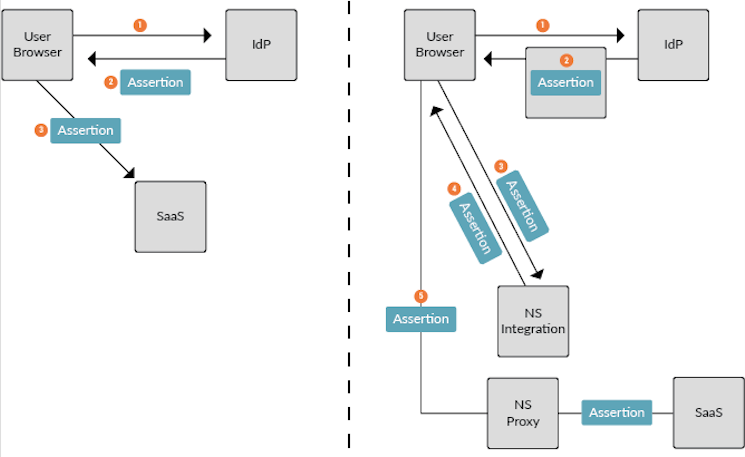 User
Browser
1
IdP
2
Assertion
3
Assertion
SaaS
User
Browser
1
IdP
2
Assertion
3
Assertion
4
Assertion
5
Assertion
NS
Integration
NS
Proxy
Assertion
SaaS